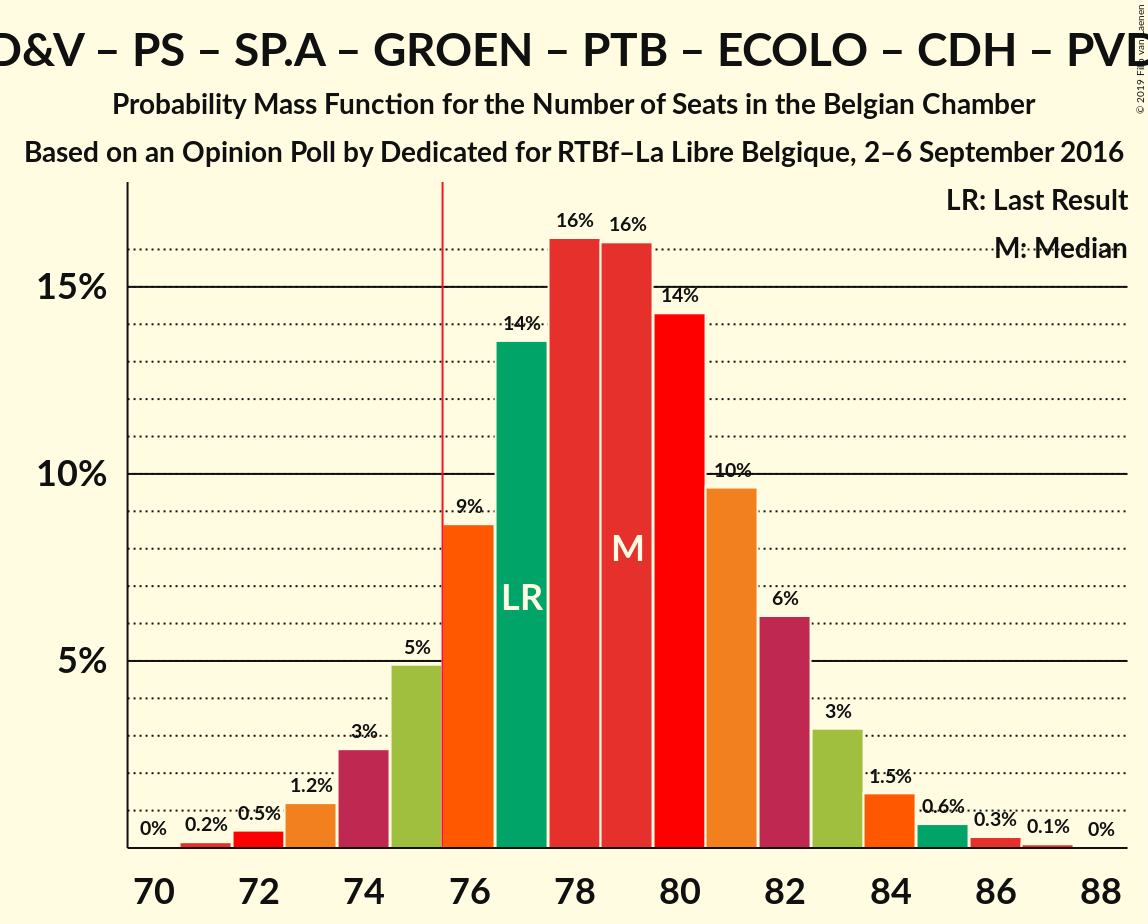 D&V – PS – SP.A – GROEN – PTB – ECOLO – CDH – PVD
© 2019 Filip van Laenen
Probability Mass Function for the Number of Seats in the Belgian Chamber
Based on an Opinion Poll by Dedicated for RTBf–La Libre Belgique, 2–6 September 2016
LR: Last Result
M: Median
15%
10%
5%
0% 0.2% 0.5% 1.2% 3% 5% 9% 14% 16% 16% 14% 10% 6% 3% 1.5% 0.6% 0.3% 0.1% 0%
M
LR
70 72 74 76 78 80 82 84 86 88